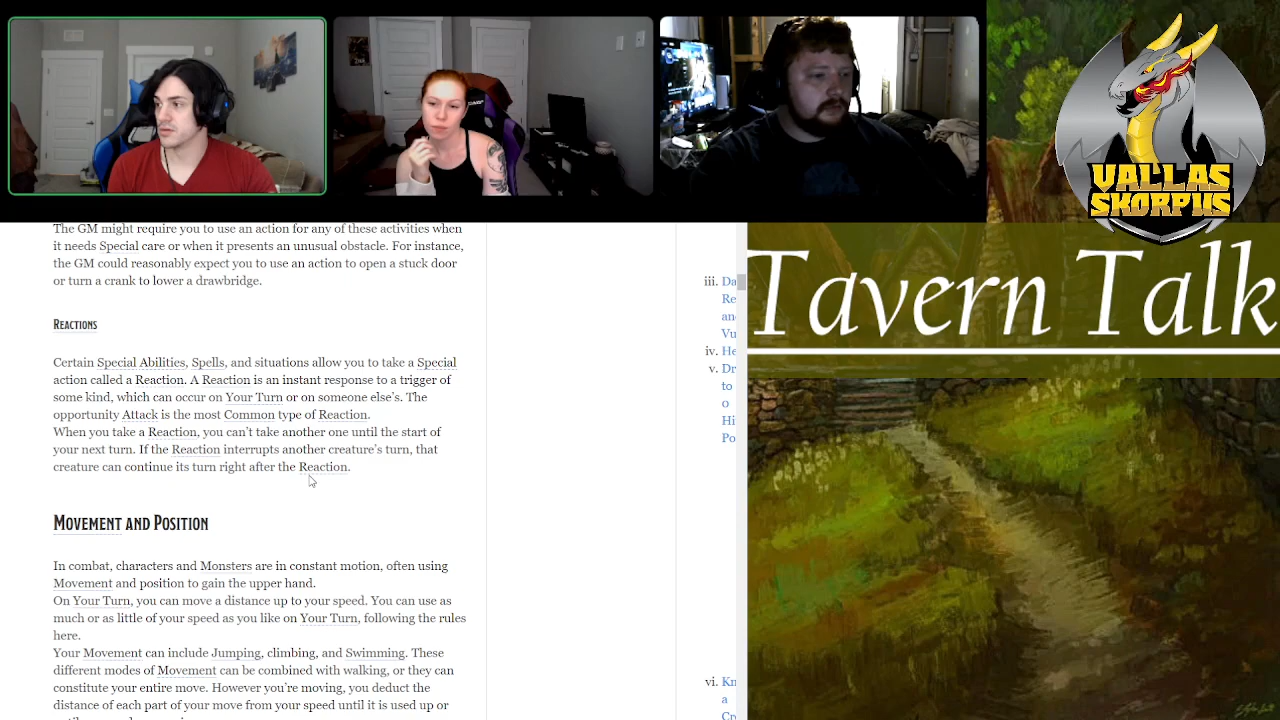 VALLAS
SKORPUS
Tavern Talk
The GM might require you to use an action for any of these activities when
it needs Special care or when it presents an unusual obstacle. For instance,
the GM could reasonably expect you to use an action to open a stuck door
or turn a crank to lower a drawbridge.
REACTIONS
Certain Special Abilities, Spells, and situations allow you to take a Special
action called a Reaction. A Reaction is an instant response to a trigger of
some kind, which can occur on Your Turn or on someone else's. The
opportunity Attack is the most Common type of Reaction.
When you take a Reaction, you can't take another one until the start of
your next turn. If the Reaction interrupts another creature's turn, that
creature can continue its turn right after the Reaction.
MOVEMENT AND POSITION
In combat, characters and Monsters are in constant motion, often using
Movement and position to gain the upper hand.
On Your Turn, you can move a distance up to your speed. You can use as
much or as little of your speed as you like on Your Turn, following the rules
here.
Your Movement can include Jumping, climbing, and Swimming. These
different modes of Movement can be combined with walking, or they can
constitute your entire move. However you're moving, you deduct the
distance of each part of your move from your speed until it is used up or
iii. Da
Re
an
Vu
iv. He
v. Dr
to
0
Hi
Po
vi. Kn
a
Cr